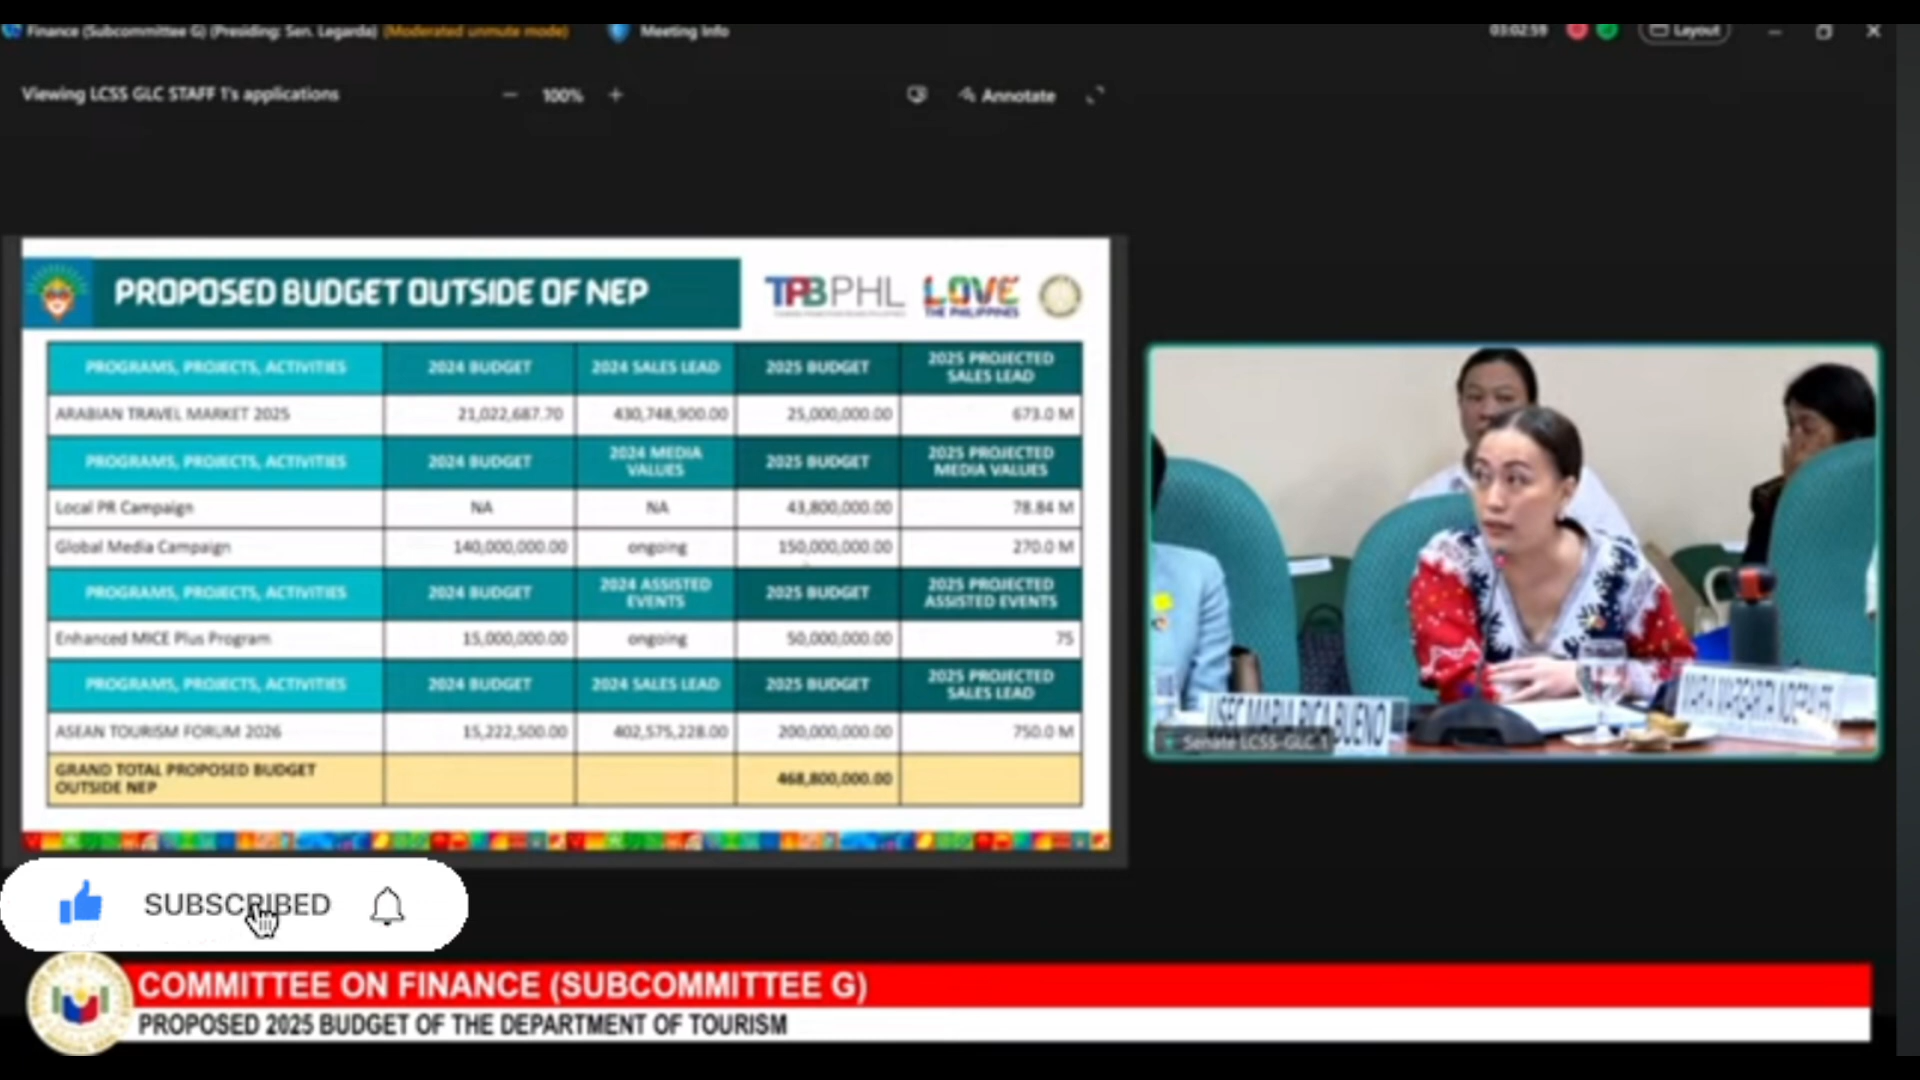 Finance (Subcommittee G) (Presiding: Sen. Legarda) (Moderated unmute mode) Meeting Info 03:02:59 Layout
Viewing LCSS GLC STAFF 1's applications 100% Annotate
PROPOSED BUDGET OUTSIDE OF NEP
TPBPHL LOVE THE PHILIPPINES
PROGRAMS, PROJECTS, ACTIVITIES 2024 BUDGET 2024 SALES LEAD 2025 BUDGET 2025 PROJECTED SALES LEAD
ARABIAN TRAVEL MARKET 2025 21,022,687.70 430,748,900.00 25,000,000.00 673.0 M
PROGRAMS, PROJECTS, ACTIVITIES 2024 BUDGET 2024 MEDIA VALUES 2025 BUDGET 2025 PROJECTED MEDIA VALUES
Local PR Campaign NA NA 43,800,000.00 78.84 M
Global Media Campaign 140,000,000.00 ongoing 150,000,000.00 270.0 M
PROGRAMS, PROJECTS, ACTIVITIES 2024 BUDGET 2024 ASSISTED EVENTS 2025 BUDGET 2025 PROJECTED ASSISTED EVENTS
Enhanced MICE Plus Program 15,000,000.00 ongoing 50,000,000.00 75
PROGRAMS, PROJECTS, ACTIVITIES 2024 BUDGET 2024 SALES LEAD 2025 BUDGET 2025 PROJECTED SALES LEAD
ASEAN TOURISM FORUM 2026 15,222,500.00 402,575,228.00 200,000,000.00 750.0 M
GRAND TOTAL PROPOSED BUDGET OUTSIDE NEP 468,800,000.00
USEC MARIA RICA BUENO
Senate LCSS-GLC 1
SUBSCRIBED
COMMITTEE ON FINANCE (SUBCOMMITTEE G)
PROPOSED 2025 BUDGET OF THE DEPARTMENT OF TOURISM